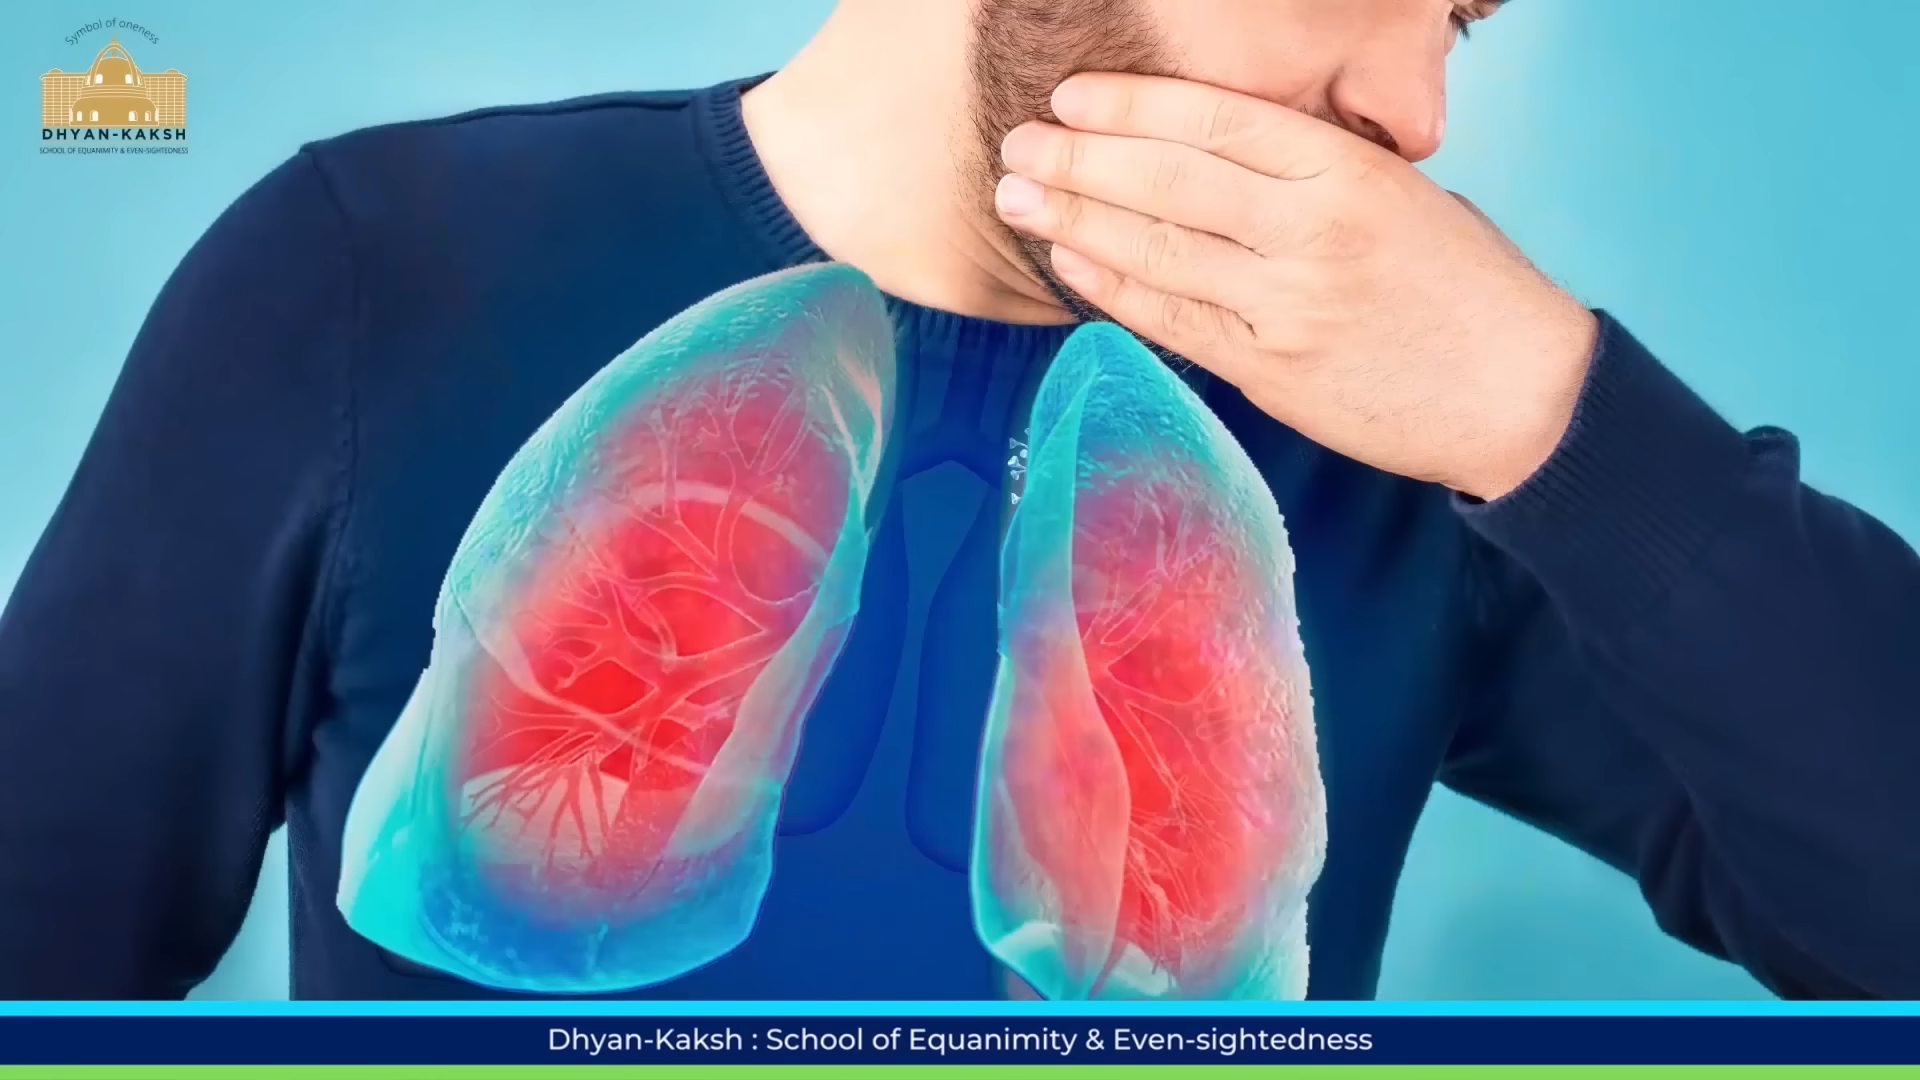 Symbol of oneness
DHYAN-KAKSH
SCHOOL OF EQUANIMITY & EVEN-SIGHTEDNESS
Dhyan-Kaksh : School of Equanimity & Even-sightedness